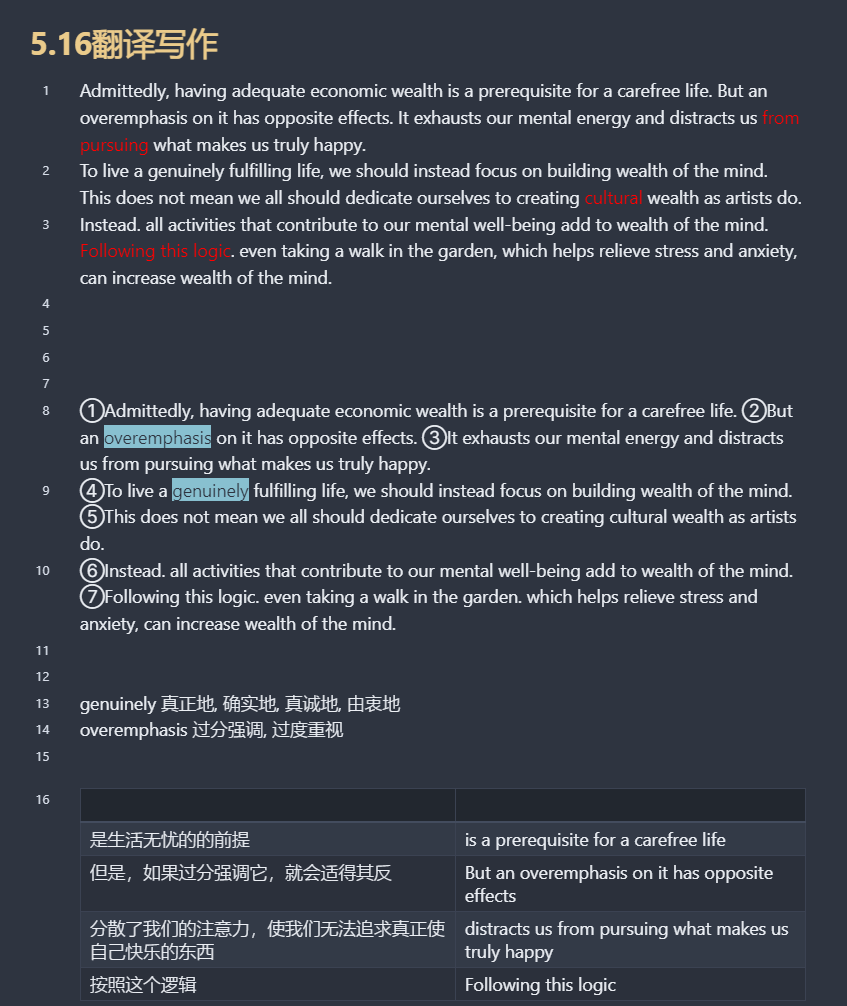 5.16翻译写作
1 Admittedly, having adequate economic wealth is a prerequisite for a carefree life. But an
overemphasis on it has opposite effects. It exhausts our mental energy and distracts us from
pursuing what makes us truly happy.
2 To live a genuinely fulfilling life, we should instead focus on building wealth of the mind.
This does not mean we all should dedicate ourselves to creating cultural wealth as artists do.
3 Instead. all activities that contribute to our mental well-being add to wealth of the mind.
Following this logic. even taking a walk in the garden, which helps relieve stress and anxiety,
can increase wealth of the mind.
4
5
6
7
8 ①Admittedly, having adequate economic wealth is a prerequisite for a carefree life. ②But
an overemphasis on it has opposite effects. ③It exhausts our mental energy and distracts
us from pursuing what makes us truly happy.
9 ④To live a genuinely fulfilling life, we should instead focus on building wealth of the mind.
⑤This does not mean we all should dedicate ourselves to creating cultural wealth as artists
do.
10 ⑥Instead. all activities that contribute to our mental well-being add to wealth of the mind.
⑦Following this logic. even taking a walk in the garden. which helps relieve stress and
anxiety, can increase wealth of the mind.
11
12
13 genuinely 真正地, 确实地, 真诚地, 由衷地
14 overemphasis 过分强调, 过度重视
15
16
是生活无忧的的前提 is a prerequisite for a carefree life
但是，如果过分强调它，就会适得其反 But an overemphasis on it has opposite
effects
分散了我们的注意力，使我们无法追求真正使 distracts us from pursuing what makes us
自己快乐的东西 truly happy
按照这个逻辑 Following this logic